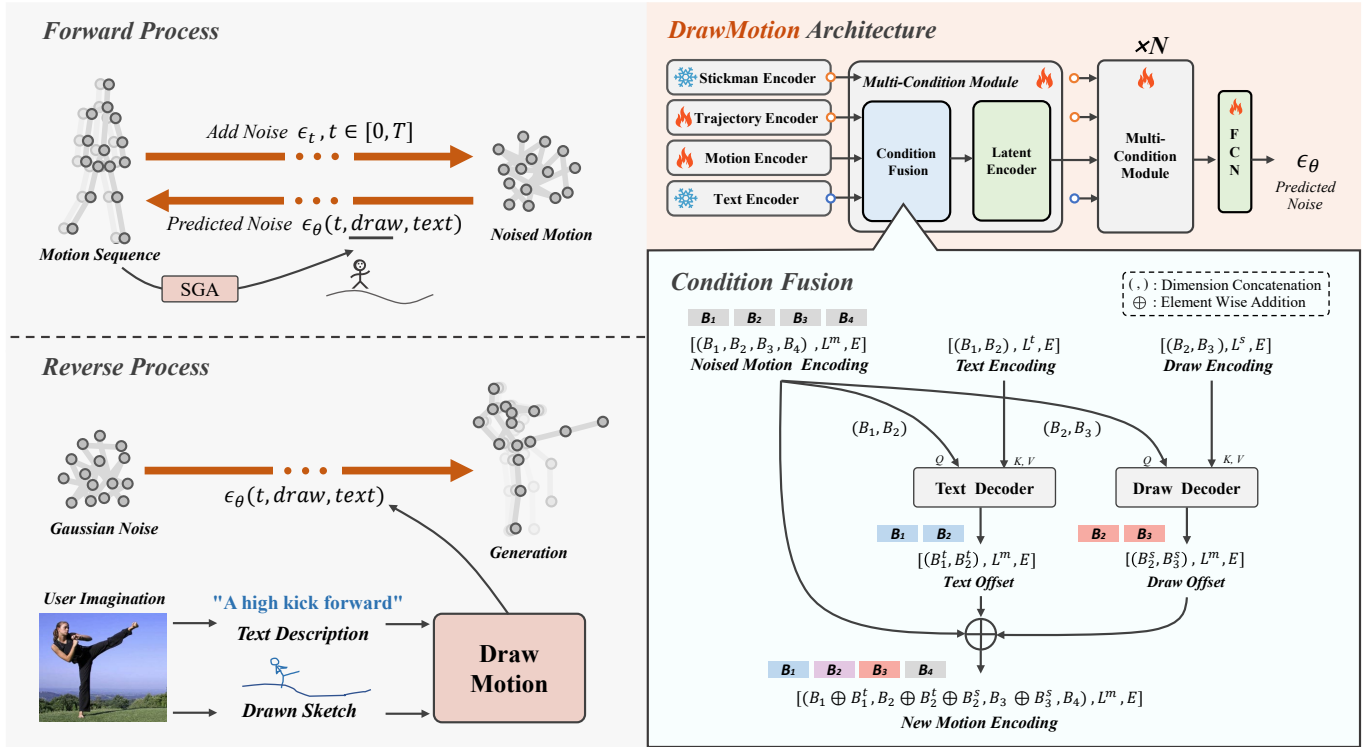 Forward Process
Add Noise ϵ_t, t ∈ [0, T]
Predicted Noise ϵ_θ(t, draw, text)
Motion Sequence
Noised Motion
SGA
Reverse Process
ϵ_θ(t, draw, text)
Gaussian Noise
Generation
User Imagination
"A high kick forward"
Text Description
Drawn Sketch
Draw
Motion
DrawMotion Architecture
×N
Stickman Encoder
Trajectory Encoder
Motion Encoder
Text Encoder
Multi-Condition Module
Condition
Fusion
Latent
Encoder
Multi-
Condition
Module
F
C
N
ϵ_θ
Predicted
Noise
Condition Fusion
( , ) : Dimension Concatenation
⊕ : Element Wise Addition
B₁ B₂ B₃ B₄
[(B₁, B₂, B₃, B₄) , L^m, E]
Noised Motion Encoding
[(B₁, B₂), L^t, E]
Text Encoding
[(B₂, B₃), L^s, E]
Draw Encoding
(B₁, B₂)
(B₂, B₃)
Q
K, V
Q
K, V
Text Decoder
Draw Decoder
B₁ B₂
B₂ B₃
[(B₁^t, B₂^t) , L^m, E]
Text Offset
[(B₂^s, B₃^s) , L^m, E]
Draw Offset
B₁ B₂ B₃ B₄
[(B₁ ⊕ B₁^t, B₂ ⊕ B₂^t ⊕ B₂^s, B₃ ⊕ B₃^s, B₄), L^m, E]
New Motion Encoding